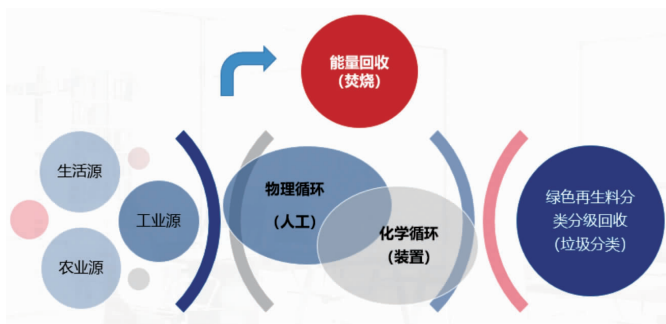 能量回收
（焚烧）
生活源
工业源
农业源
物理循环
（人工）
化学循环
（装置）
绿色再生料分
类分级回收
（垃圾分类）